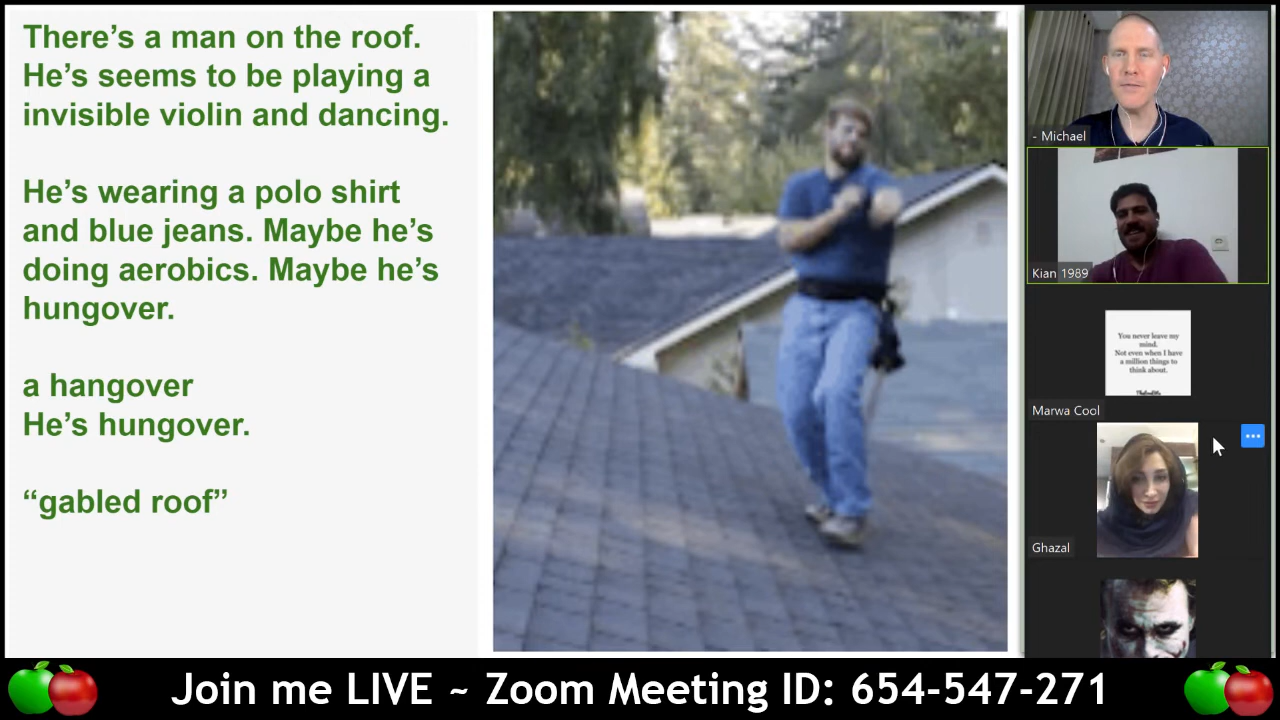 There's a man on the roof.
He's seems to be playing a
invisible violin and dancing.
He's wearing a polo shirt
and blue jeans. Maybe he's
doing aerobics. Maybe he's
hungover.
a hangover
He's hungover.
“gabled roof”
- Michael
Kian 1989
You never leave my
mind.
Not even when I have
a million things to
think about.
Marwa Cool
Ghazal
Join me LIVE ~ Zoom Meeting ID: 654-547-271